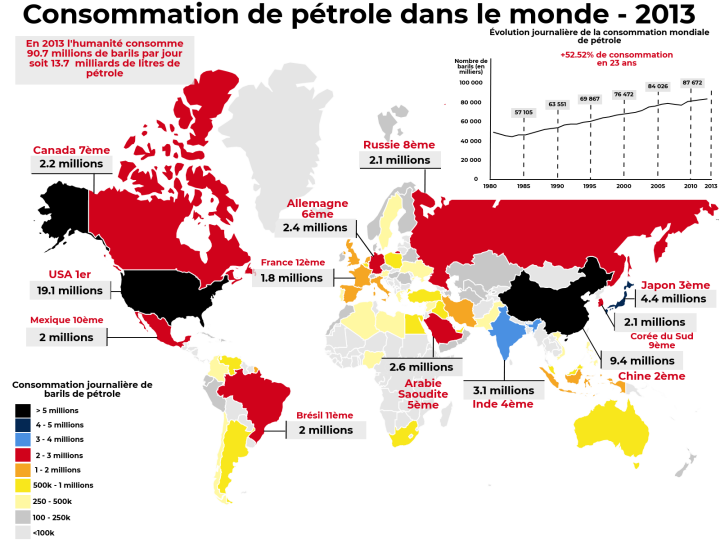 Consommation de pétrole dans le monde - 2013
En 2013 l'humanité consomme
90.7 millions de barils par jour
soit 13.7 milliards de litres de
pétrole
Évolution journalière de la consommation mondiale
de pétrole
+52.52% de consommation
en 23 ans
Nombre de
barils (en
milliers)
100 000
80 000
60 000
40 000
20 000
0
57 105
63 551
69 867
76 472
84 026
87 672
1980
1985
1990
1995
2000
2005
2010
2013
Canada 7ème
2.2 millions
Russie 8ème
2.1 millions
Allemagne
6ème
2.4 millions
France 12ème
1.8 millions
USA 1er
19.1 millions
Mexique 10ème
2 millions
Japon 3ème
4.4 millions
2.1 millions
Corée du Sud
9ème
9.4 millions
Chine 2ème
2.6 millions
Arabie
Saoudite
5ème
3.1 millions
Inde 4ème
Brésil 11ème
2 millions
Consommation journalière de
barils de pétrole
> 5 millions
4 - 5 millions
3 - 4 millions
2 - 3 millions
1 - 2 millions
500k - 1 millions
250 - 500k
100 - 250k
<100k